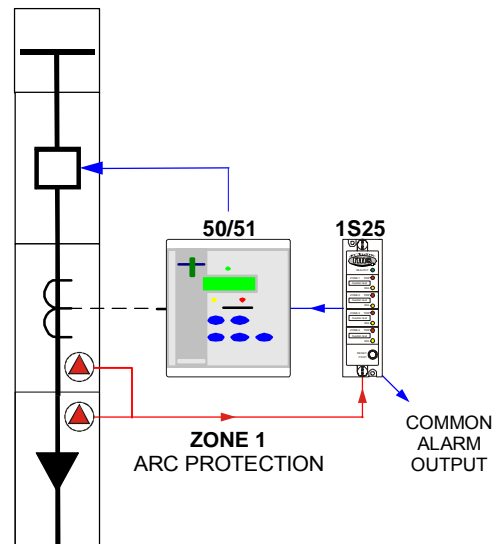 50/51
1S25
ZONE 1
ARC PROTECTION
COMMON
ALARM
OUTPUT